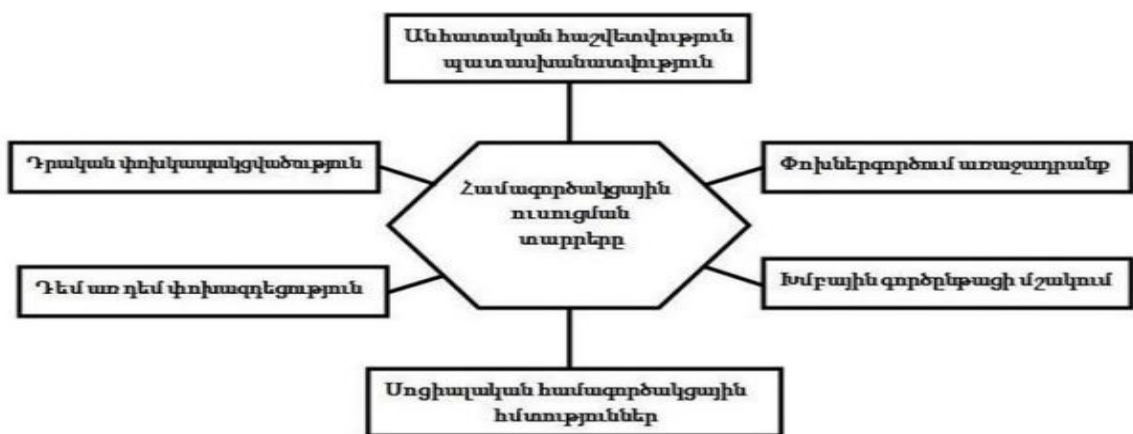 Անհատական հաշվետվություն
պատասխանատվություն
Դրական փոխկապակցվածություն
Փոխներգործում առաջադրանք
Համագործակցային
ուսուցման
տարրերը
Դեմ առ դեմ փոխազդեցություն
Խմբային գործընթացի մշակում
Սոցիալական համագործակցային
հմտություններ